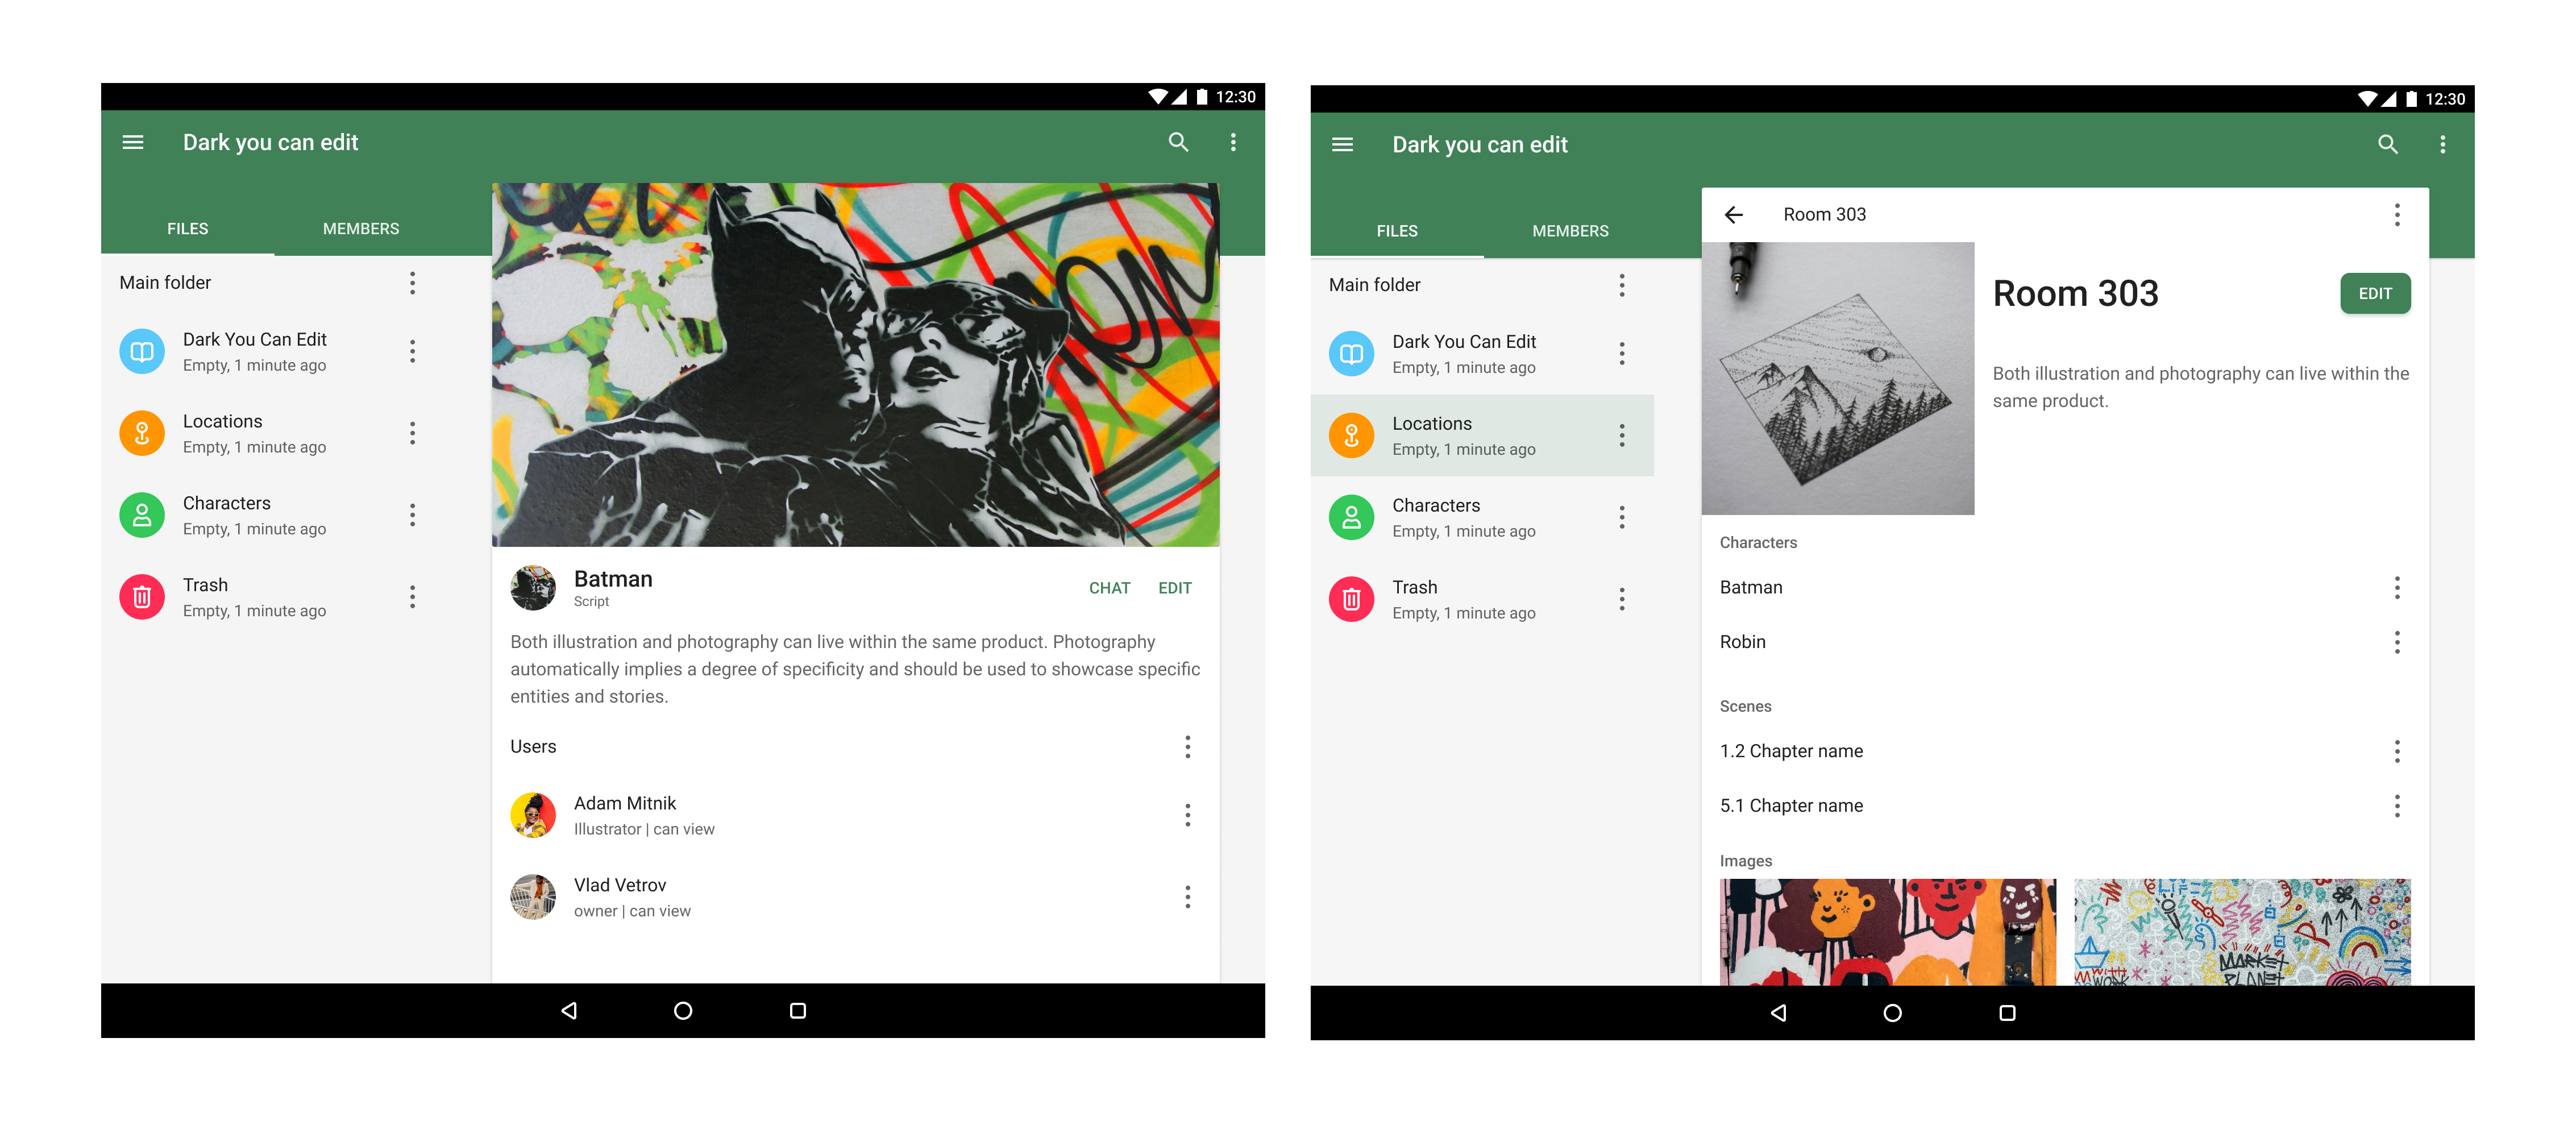 12:30
Dark you can edit
FILES
MEMBERS
Main folder
Dark You Can Edit
Empty, 1 minute ago
Locations
Empty, 1 minute ago
Characters
Empty, 1 minute ago
Trash
Empty, 1 minute ago
Batman
Script
CHAT
EDIT
Both illustration and photography can live within the same product. Photography
automatically implies a degree of specificity and should be used to showcase specific
entities and stories.
Users
Adam Mitnik
Illustrator | can view
Vlad Vetrov
owner | can view
12:30
Dark you can edit
FILES
MEMBERS
Main folder
Dark You Can Edit
Empty, 1 minute ago
Locations
Empty, 1 minute ago
Characters
Empty, 1 minute ago
Trash
Empty, 1 minute ago
Room 303
Room 303
EDIT
Both illustration and photography can live within the
same product.
Characters
Batman
Robin
Scenes
1.2 Chapter name
5.1 Chapter name
Images
MARKET
WORK